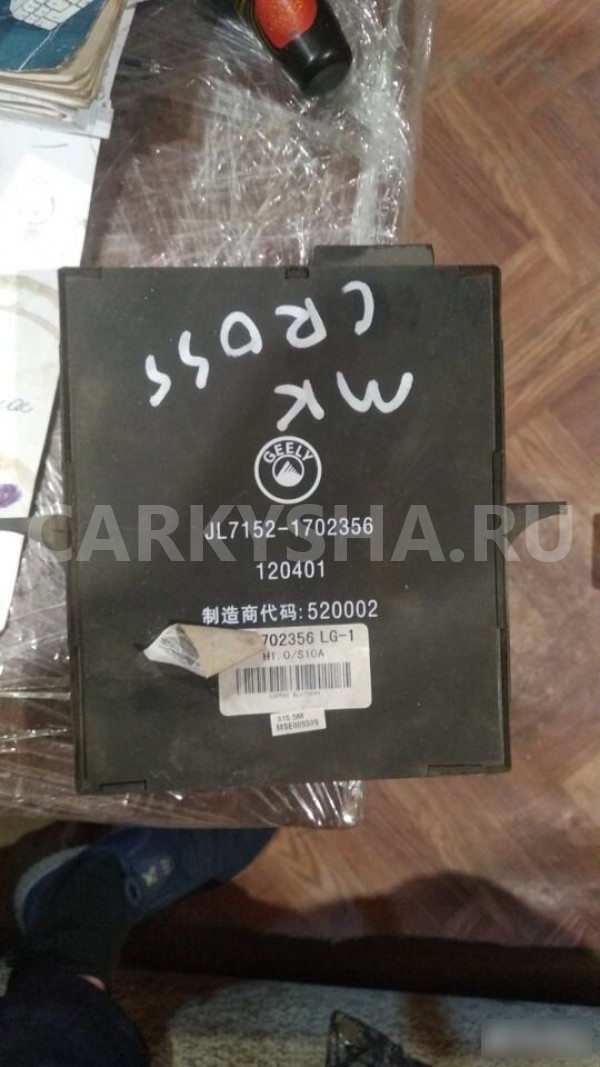 MK
CROSS
GEELY
JL7152-1702356
CARKYSHA.RU
120401
制造商代码:520002
702356 LG-1
H1.0/S10A